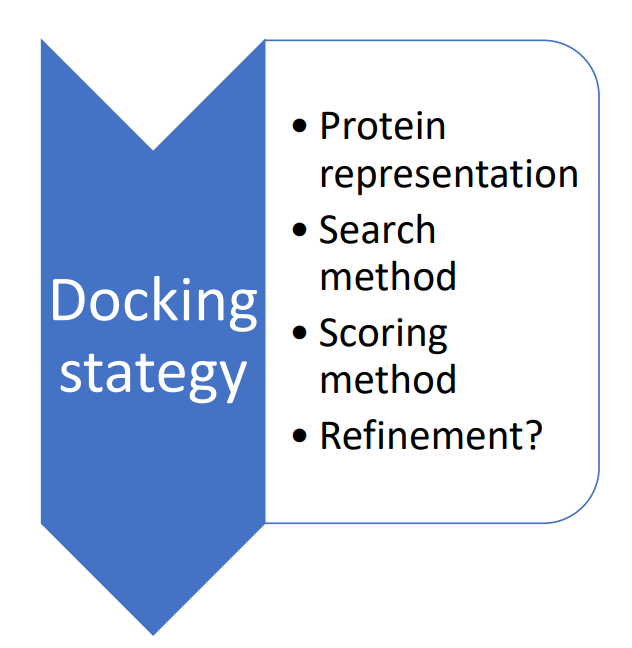 Docking
stategy
• Protein
representation
• Search
method
• Scoring
method
• Refinement?